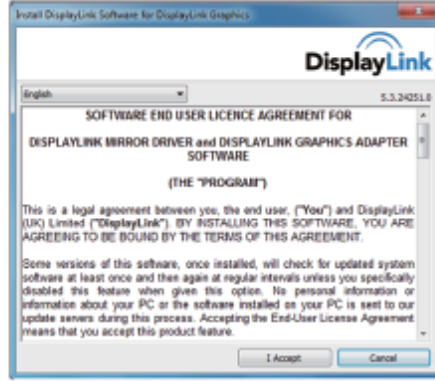 Install DisplayLink Software for DisplayLink Graphics
DisplayLink
English
5.3.24251.0
SOFTWARE END USER LICENCE AGREEMENT FOR
DISPLAYLINK MIRROR DRIVER and DISPLAYLINK GRAPHICS ADAPTER
SOFTWARE
(THE "PROGRAM")
This is a legal agreement between you, the end user, ("You") and DisplayLink
(UK) Limited ("DisplayLink"). BY INSTALLING THIS SOFTWARE, YOU ARE
AGREEING TO BE BOUND BY THE TERMS OF THIS AGREEMENT.
Some versions of this software, once installed, will check for updated system
software at least once and then again at regular intervals unless you specifically
disabled this feature when given this option. No personal information or
information about your PC or the software installed on your PC is sent to our
update servers during this process. Accepting the End-User License Agreement
means that you accept this product feature.
I Accept
Cancel